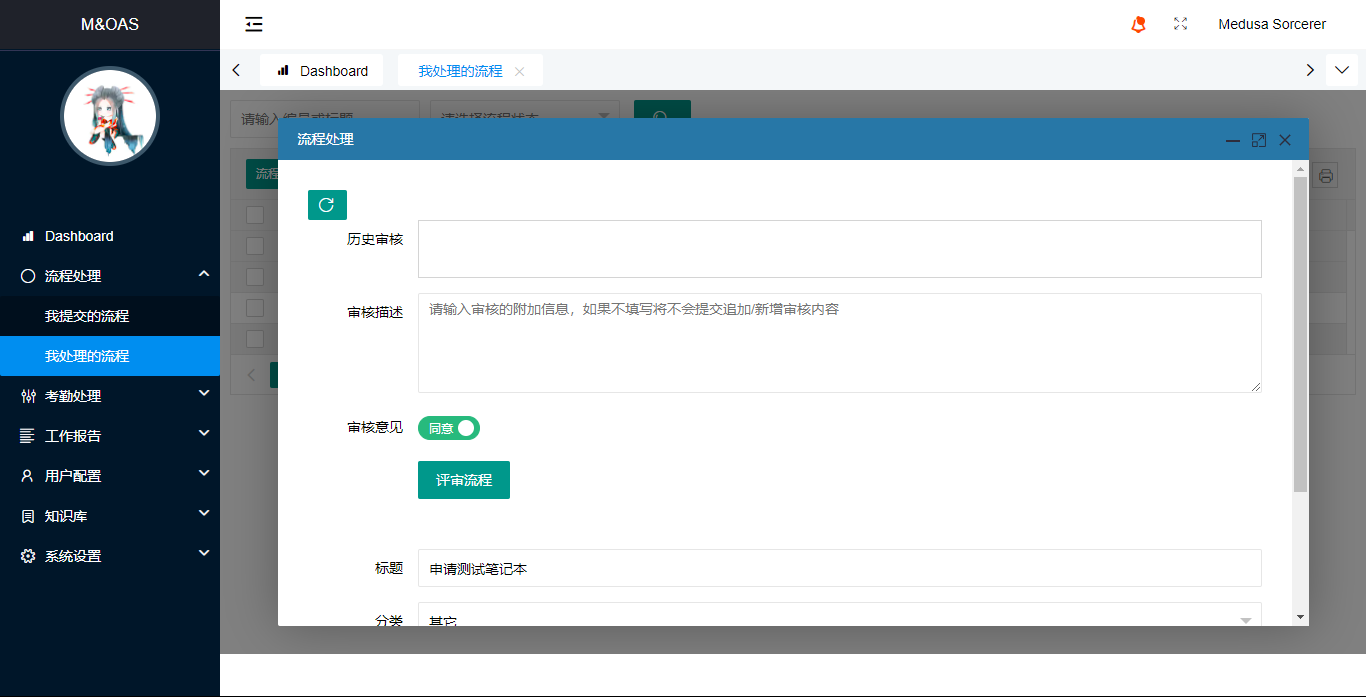 M&OAS
Medusa Sorcerer
Dashboard
我处理的流程
Dashboard
流程处理
我提交的流程
我处理的流程
考勤处理
工作报告
用户配置
知识库
系统设置
请输入编号或标题
请选择流程状态
流程
流程处理
历史审核
审核描述
请输入审核的附加信息，如果不填写将不会提交追加/新增审核内容
审核意见
同意
评审流程
标题
申请测试笔记本
分类
其它